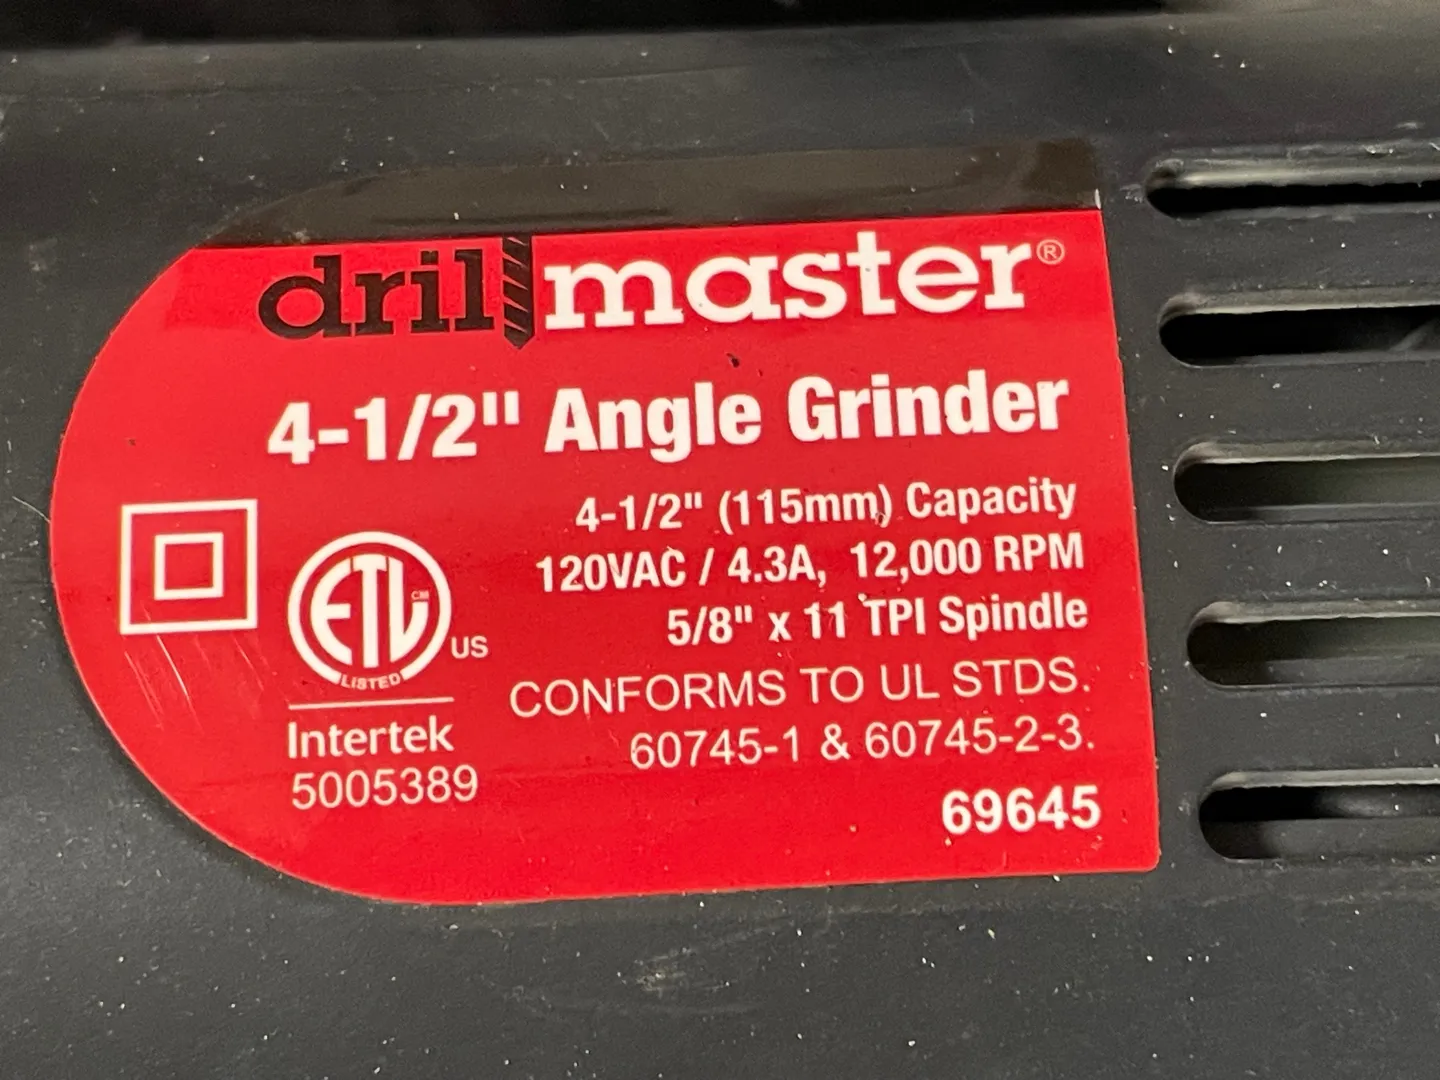 drillmaster®
4-1/2" Angle Grinder
4-1/2" (115mm) Capacity
120VAC / 4.3A, 12,000 RPM
5/8" x 11 TPI Spindle
CONFORMS TO UL STDS.
60745-1 & 60745-2-3.
69645
ETL CM
US
LISTED
Intertek
5005389